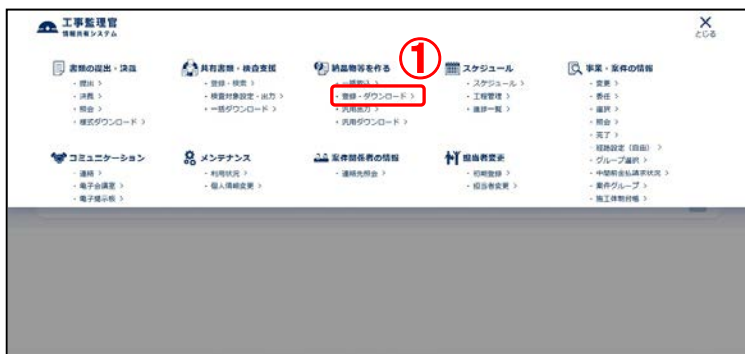 工事監理官
情報共有システム
とじる
①
書類の提出・決裁
・提出 >
・決裁 >
・照会 >
・様式ダウンロード >
共有書類・検査支援
・登録・検索 >
・検査対象設定・出力 >
・一括ダウンロード >
納品物等を作る
・登録・ダウンロード >
・汎用出力 >
・汎用ダウンロード >
スケジュール
・スケジュール >
・工程管理 >
・進捗一覧 >
事業・案件の情報
・変更 >
・委任 >
・選択 >
・照会 >
・完了 >
・経路設定（自由） >
・グループ選択 >
・中間前金払請求状況 >
・案件グループ >
・施工体制台帳 >
コミュニケーション
・連絡 >
・電子会議室 >
・電子掲示板 >
メンテナンス
・利用状況 >
・個人情報変更 >
案件関係者の情報
・連絡先照会 >
担当者変更
・初期登録 >
・担当者変更 >